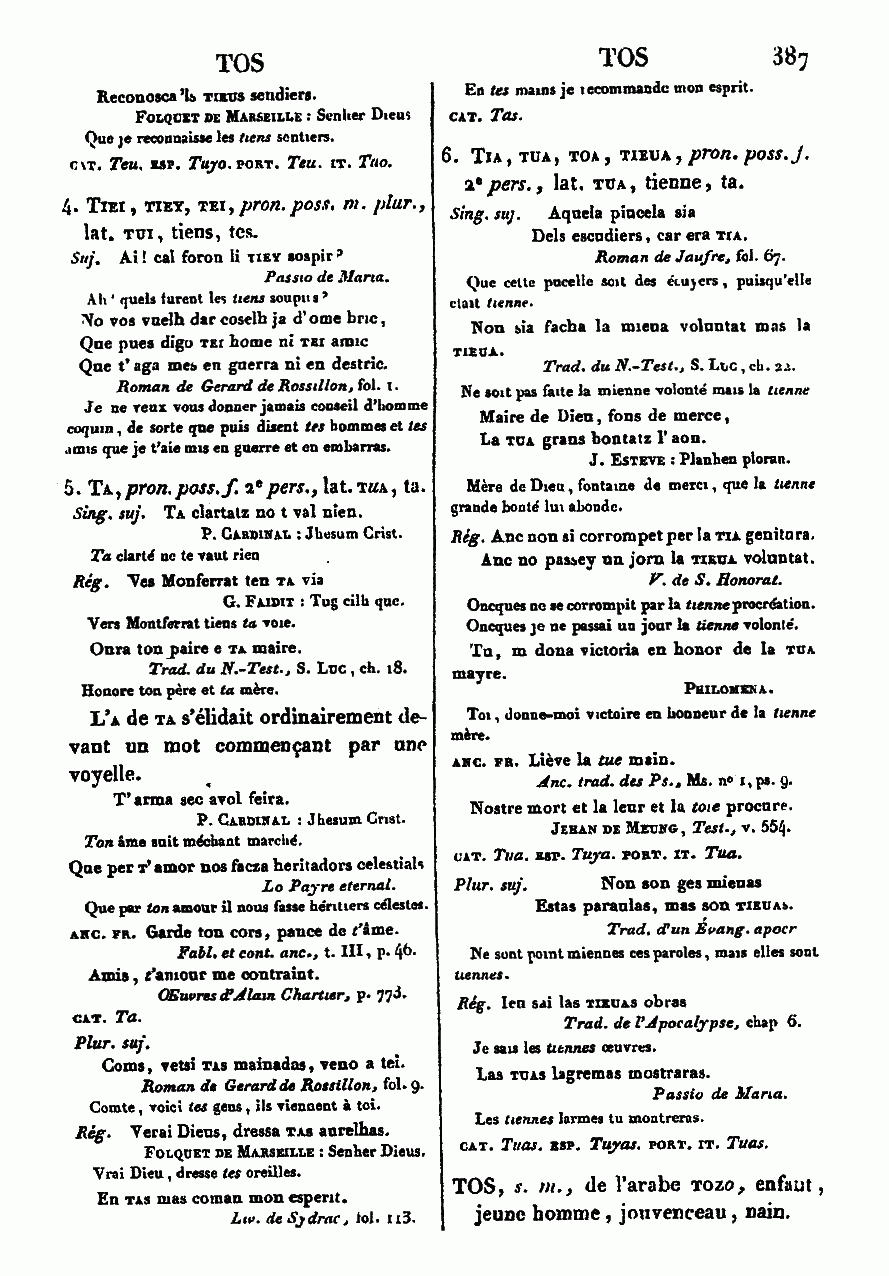 TOS
Reconosca'ls TIEUS sendiers.
FOLQUET DE MARSEILLE : Senher Dieus
Que je reconnaisse les tiens sentiers.
CAT. Teu. ESP. Tuyo. PORT. Teu. IT. Tuo.
4. TIEI, TIEY, TEI, pron. poss. m. plur.,
lat. TUI, tiens, tes.
Suj. Ai! cal foron li TIEY sospir?
Passio de Maria.
Ah! quels furent les tiens soupirs?
No vos vuelh dar coselh ja d'ome bric,
Que pues digo TEI home ni TEI amic
Que t'aga mes en guerra ni en destric.
Roman de Gerard de Rossillon, fol. 1.
Je ne veux vous donner jamais conseil d'homme
coquin, de sorte que puis disent tes hommes et tes
amis que je t'aie mis en guerre et en embarras.
5. TA, pron. poss. f. 2e pers., lat. TUA, ta.
Sing. suj. TA clartatz no t val nien.
P. CARDINAL : Jhesum Crist.
Ta clarté ne te vaut rien
Rég. Ves Monferrat ten TA via
G. FAIDIT : Tug cilh que.
Vers Montferrat tiens ta voie.
Onra ton paire e TA maire.
Trad. du N.-Test., S. LUC, ch. 18.
Honore ton père et ta mère.
L'A de TA s'élidait ordinairement de-
vant un mot commençant par une
voyelle.
T'arma sec avol feira.
P. CARDINAL : Jhesum Crist.
Ton âme suit méchant marché.
Que per T'amor nos facza heritadors celestials
Lo Payre eternal.
Que par ton amour il nous fasse héritiers célestes.
ANC. FR. Garde ton cors, pance de t'âme.
Fabl. et cont. anc., t. III, p. 46.
Amis, t'amour me contraint.
Œuvres d'Alain Chartier, p. 773.
CAT. Ta.
Plur. suj.
Coms, vetsi TAS mainadas, veno a tei.
Roman de Gerard de Rossillon, fol. 9.
Comte, voici tes gens, ils viennent à toi.
Rég. Verai Dieus, dressa TAS aurelhas.
FOLQUET DE MARSEILLE : Senher Dieus.
Vrai Dieu, dresse tes oreilles.
En TAS mas coman mon esperit.
Liv. de Sydrac, fol. 113.
TOS 387
En tes mains je recommande mon esprit.
CAT. Tas.
6. TIA, TUA, TOA, TIEUA, pron. poss. f.
2e pers., lat. TUA, tienne, ta.
Sing. suj. Aquela piucela sia
Dels escudiers, car era TIA.
Roman de Jaufre, fol. 67.
Que cette pucelle soit des écuyers, puisqu'elle
était tienne.
Non sia facha la mieua voluntat mas la
TIEUA.
Trad. du N.-Test., S. LUC, ch. 22.
Ne soit pas faite la mienne volonté mais la tienne
Maire de Dieu, fons de merce,
La TUA grans bontatz l'aon.
J. ESTEVE : Planhen ploran.
Mère de Dieu, fontaine de merci, que la tienne
grande bonté lui abonde.
Rég. Anc non si corrompet per la TIA genitura.
Anc no passey un jorn la TIEUA voluntat.
V. de S. Honorat.
Oncques ne se corrompit par la tienne procréation.
Oncques je ne passai un jour la tienne volonté.
Tu, m dona victoria en honor de la TUA
mayre.
PHILOMENA.
Toi, donne-moi victoire en honneur de la tienne
mère.
ANC. FR. Liève la tue main.
Anc. trad. des Ps., Ms. no 1, ps. 9.
Nostre mort et la leur et la toie procure.
JEHAN DE MEUNG, Test., v. 554.
CAT. Tua. ESP. Tuya. PORT. IT. Tua.
Plur. suj. Non son ges mieuas
Estas paraulas, mas son TIEUAS.
Trad. d'un Évang. apocr
Ne sont point miennes ces paroles, mais elles sont
tiennes.
Rég. Ieu sai las TIEUAS obras
Trad. de l'Apocalypse, chap 6.
Je sais les tiennes œuvres.
Las TUAS lagremas mostraras.
Passio de Maria.
Les tiennes larmes tu montreras.
CAT. Tuas. ESP. Tuyas. PORT. IT. Tuas.
TOS, s. m., de l'arabe TOZO, enfant,
jeune homme, jouvenceau, nain.